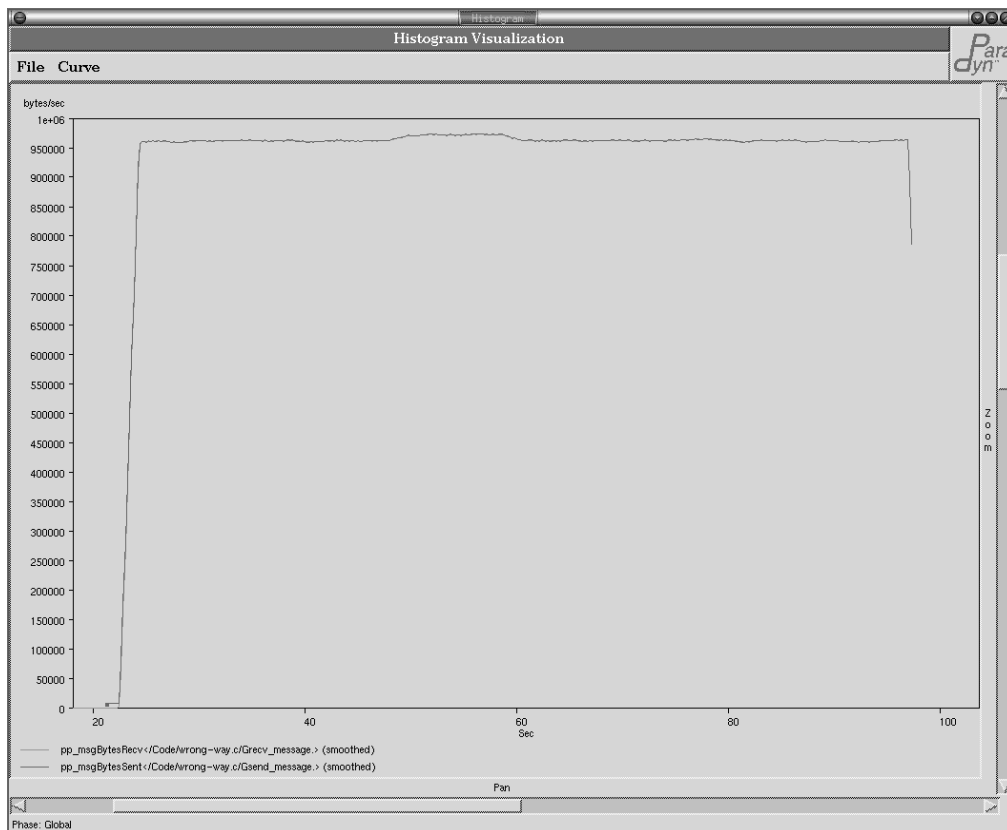 Histogram
Histogram Visualization
File Curve
Para
dyn
bytes/sec
1e+06
950000
900000
850000
800000
750000
700000
650000
600000
550000
500000
450000
400000
350000
300000
250000
200000
150000
100000
50000
0
20 40 60 80 100
Sec
pp_msgBytesRecv</Code/wrong-way.c/Grecv_message.> (smoothed)
pp_msgBytesSent</Code/wrong-way.c/Gsend_message.> (smoothed)
Zoom
Pan
Phase: Global